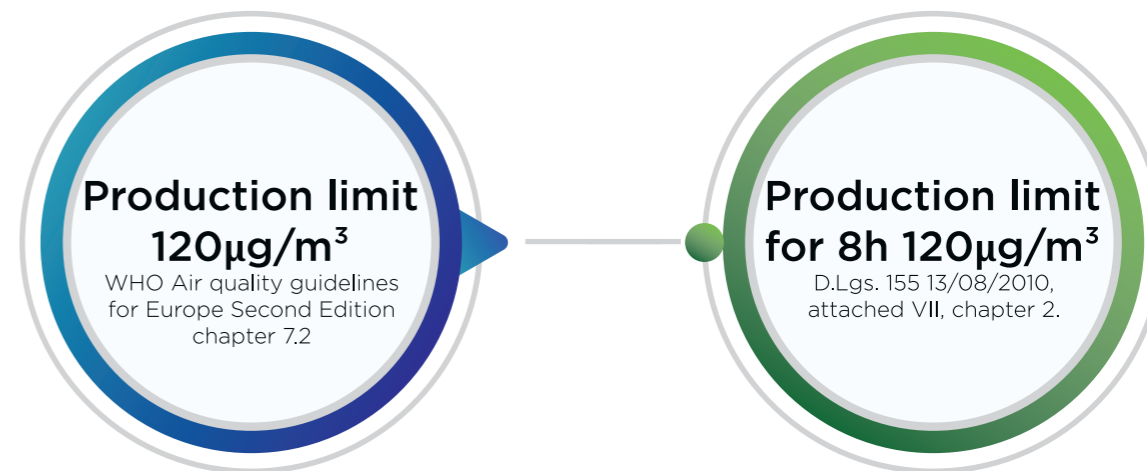 Production limit
120µg/m³
WHO Air quality guidelines
for Europe Second Edition
chapter 7.2
Production limit
for 8h 120µg/m³
D.Lgs. 155 13/08/2010,
attached VII, chapter 2.